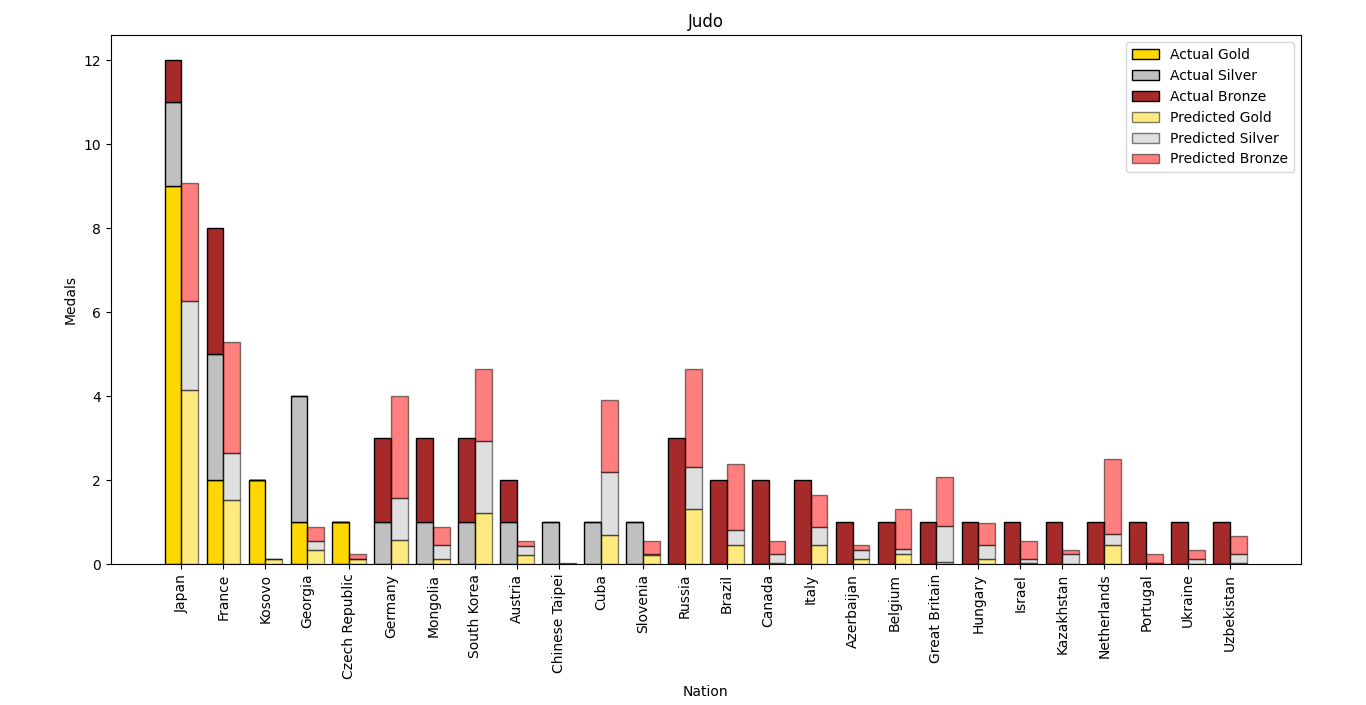 Judo
Actual Gold
Actual Silver
Actual Bronze
Predicted Gold
Predicted Silver
Predicted Bronze
Medals
12
10
8
6
4
2
0
Japan
France
Kosovo
Georgia
Czech Republic
Germany
Mongolia
South Korea
Austria
Chinese Taipei
Cuba
Slovenia
Russia
Brazil
Canada
Italy
Azerbaijan
Belgium
Great Britain
Hungary
Israel
Kazakhstan
Netherlands
Portugal
Ukraine
Uzbekistan
Nation